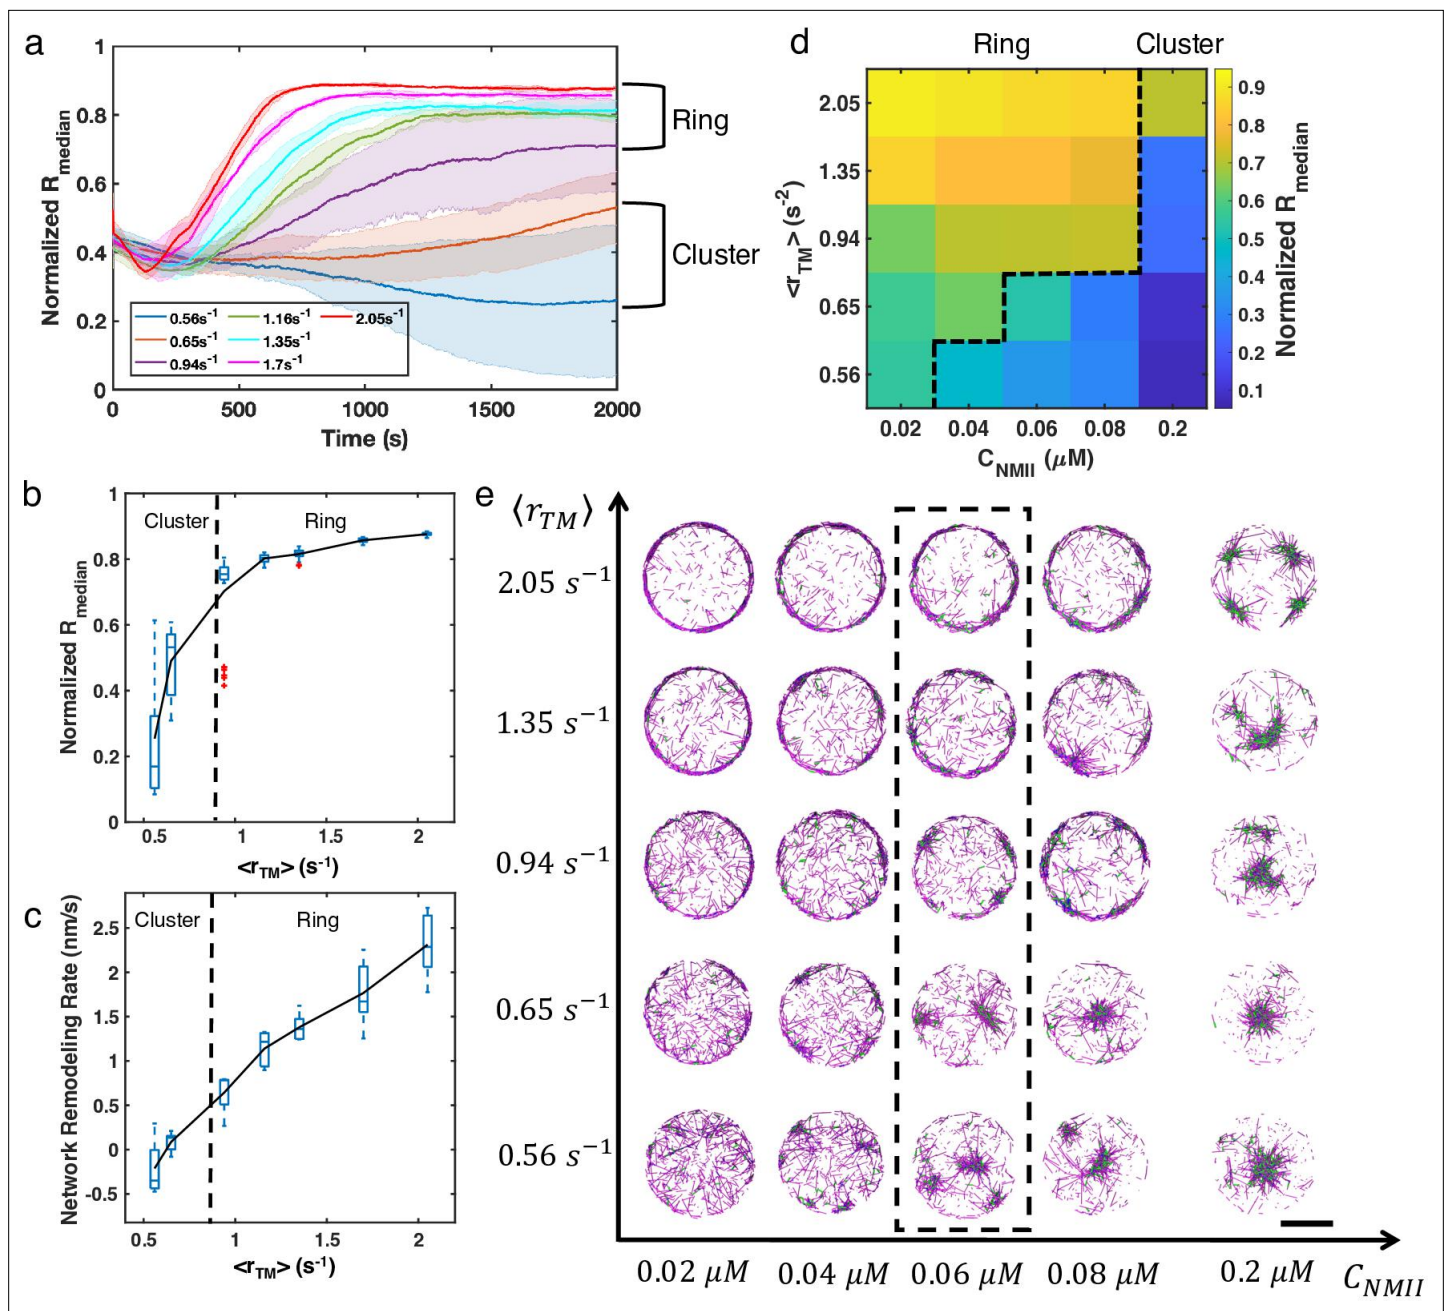 a
1
0.8
0.6
0.4
0.2
0
Normalized R_median
0 500 1000 1500 2000
Time (s)
0.56s⁻¹ 1.16s⁻¹ 2.05s⁻¹
0.65s⁻¹ 1.35s⁻¹
0.94s⁻¹ 1.7s⁻¹
Ring
Cluster
d
Ring Cluster
2.05
1.35
0.94
0.65
0.56
<r_TM> (s⁻²)
0.02 0.04 0.06 0.08 0.2
C_NMII (μM)
0.9
0.8
0.7
0.6
0.5
0.4
0.3
0.2
0.1
Normalized R_median
b
Cluster Ring
1
0.8
0.6
0.4
0.2
0
Normalized R_median
0.5 1 1.5 2
<r_TM> (s⁻¹)
c
Cluster Ring
2.5
2
1.5
1
0.5
0
-0.5
Network Remodeling Rate (nm/s)
0.5 1 1.5 2
<r_TM> (s⁻¹)
e
⟨r_TM⟩
2.05 s⁻¹
1.35 s⁻¹
0.94 s⁻¹
0.65 s⁻¹
0.56 s⁻¹
0.02 μM 0.04 μM 0.06 μM 0.08 μM 0.2 μM C_NMII